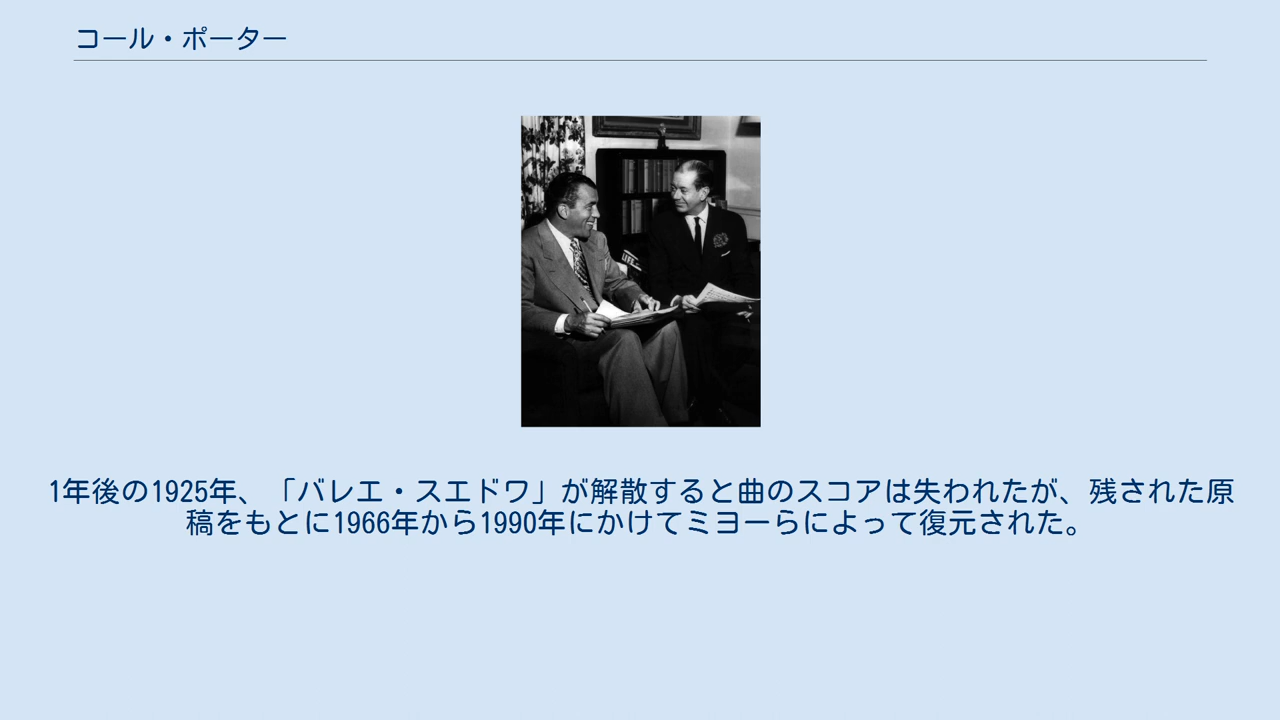 コール・ポーター
LIFE
1年後の1925年、「バレエ・スエドワ」が解散すると曲のスコアは失われたが、残された原
稿をもとに1966年から1990年にかけてミヨーらによって復元された。